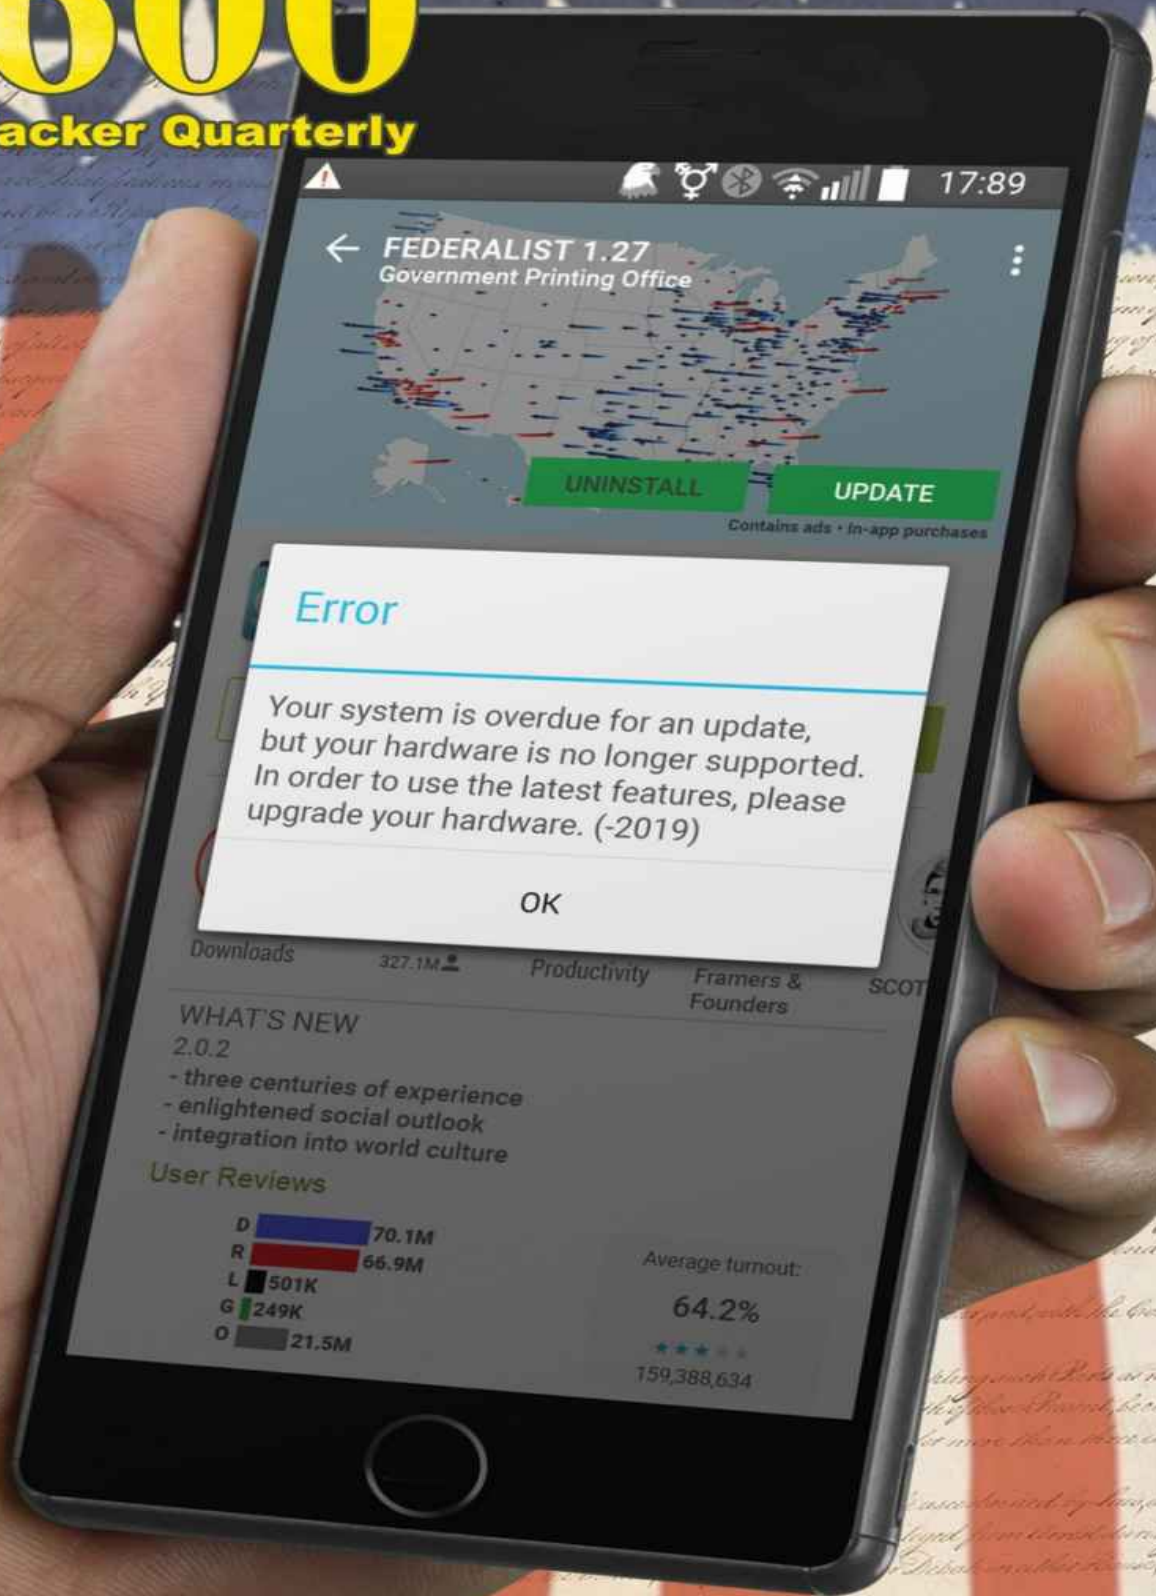 600
acker Quarterly
17:89
FEDERALIST 1.27
Government Printing Office
UNINSTALL
UPDATE
Contains ads • In-app purchases
Error
Your system is overdue for an update,
but your hardware is no longer supported.
In order to use the latest features, please
upgrade your hardware. (-2019)
OK
Downloads
327.1M
Productivity
Framers &
Founders
SCOT
WHAT'S NEW
2.0.2
- three centuries of experience
- enlightened social outlook
- integration into world culture
User Reviews
D 70.1M
R 66.9M
L 501K
G 249K
O 21.5M
Average turnout:
64.2%
159,388,634